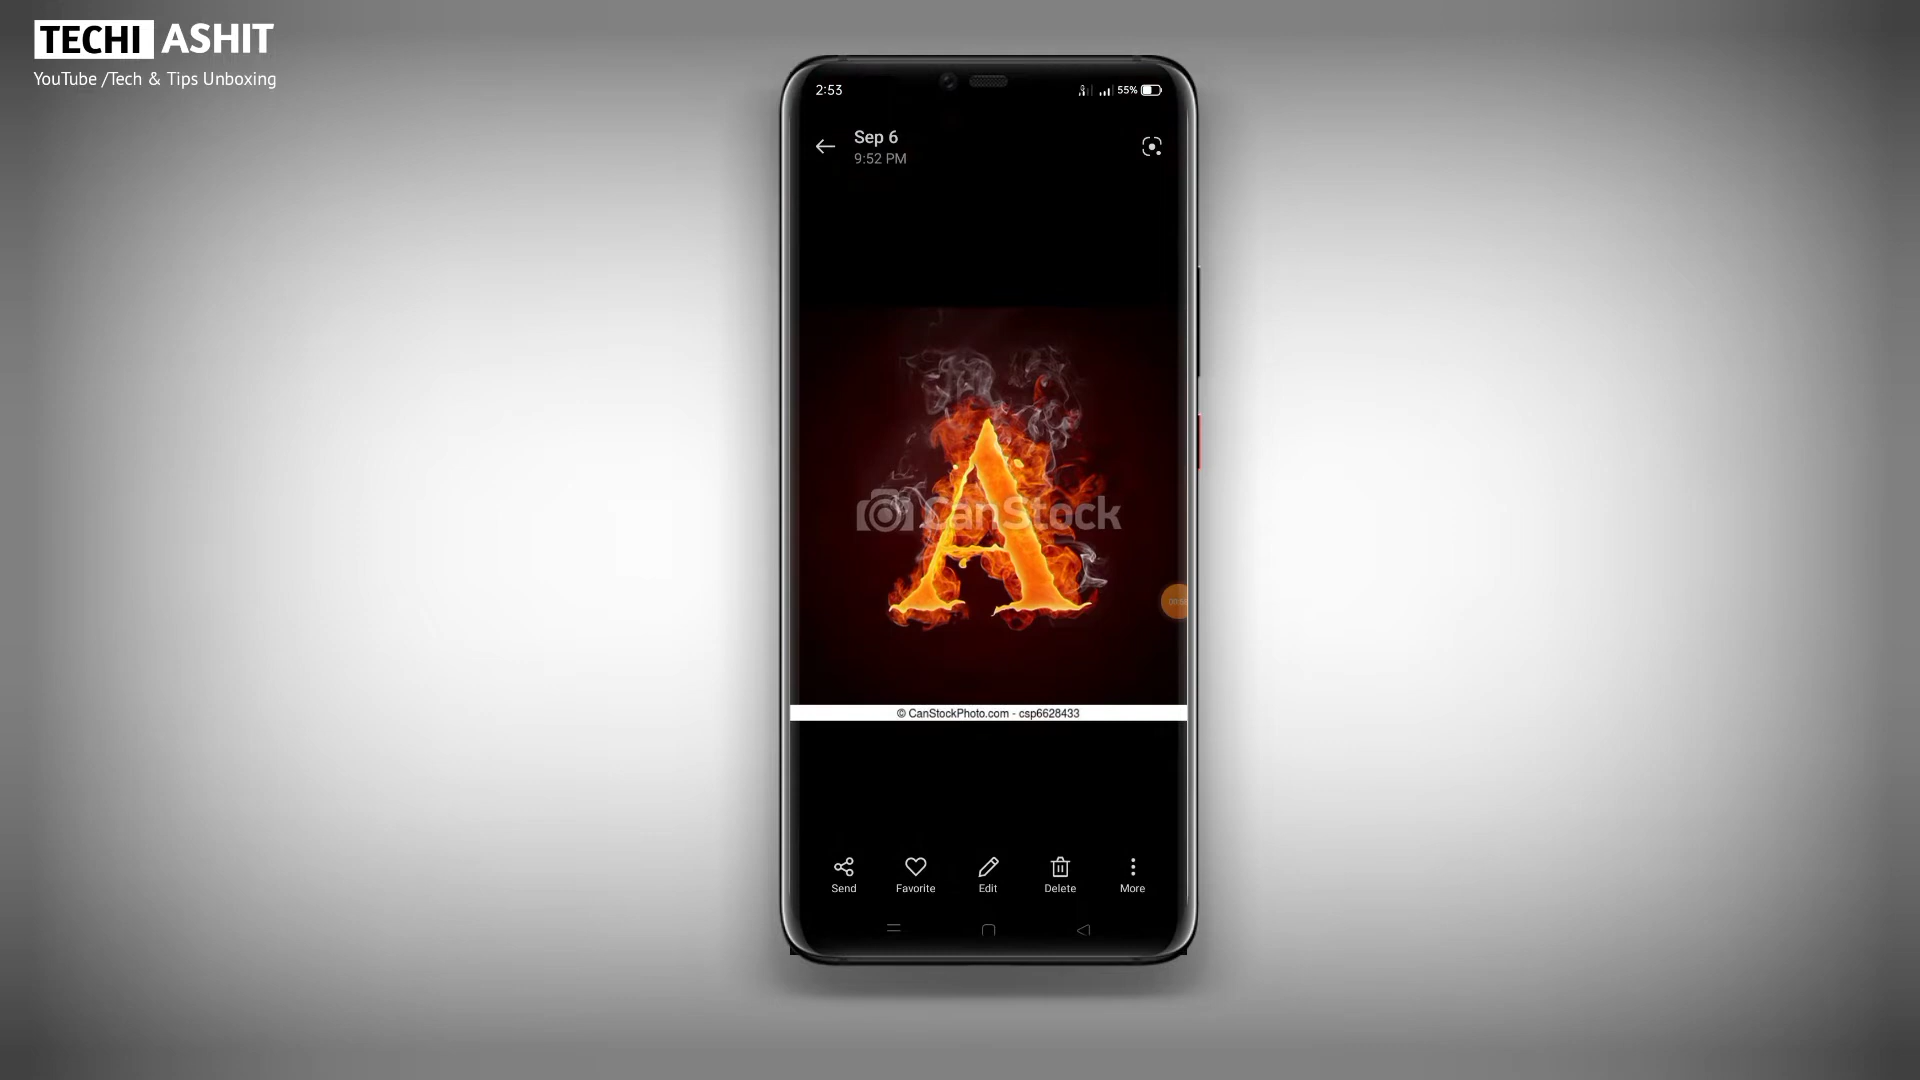 TECHI ASHIT
YouTube /Tech & Tips Unboxing
2:53
55%
Sep 6
9:52 PM
A
CanStock
© CanStockPhoto.com - csp6628433
Send
Favorite
Edit
Delete
More